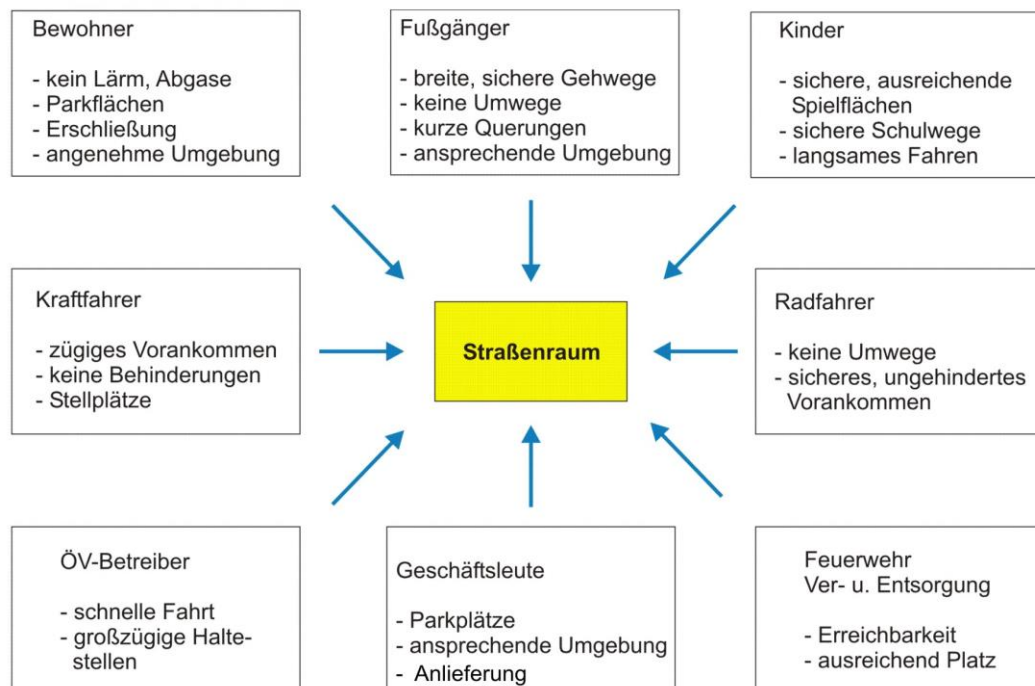 Bewohner
- kein Lärm, Abgase
- Parkflächen
- Erschließung
- angenehme Umgebung
Fußgänger
- breite, sichere Gehwege
- keine Umwege
- kurze Querungen
- ansprechende Umgebung
Kinder
- sichere, ausreichende
Spielflächen
- sichere Schulwege
- langsames Fahren
Kraftfahrer
- zügiges Vorankommen
- keine Behinderungen
- Stellplätze
Straßenraum
Radfahrer
- keine Umwege
- sicheres, ungehindertes
Vorankommen
ÖV-Betreiber
- schnelle Fahrt
- großzügige Halte-
stellen
Geschäftsleute
- Parkplätze
- ansprechende Umgebung
- Anlieferung
Feuerwehr
Ver- u. Entsorgung
- Erreichbarkeit
- ausreichend Platz